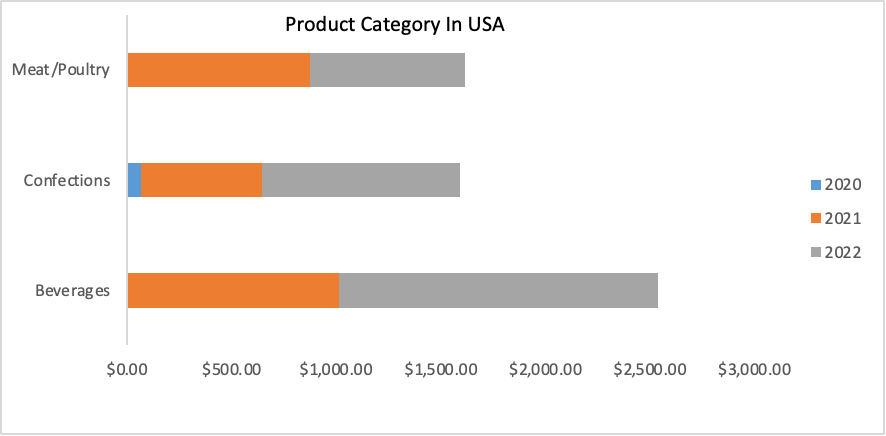 Product Category In USA
Meat/Poultry
Confections
Beverages
2020
2021
2022
$0.00 $500.00 $1,000.00 $1,500.00 $2,000.00 $2,500.00 $3,000.00